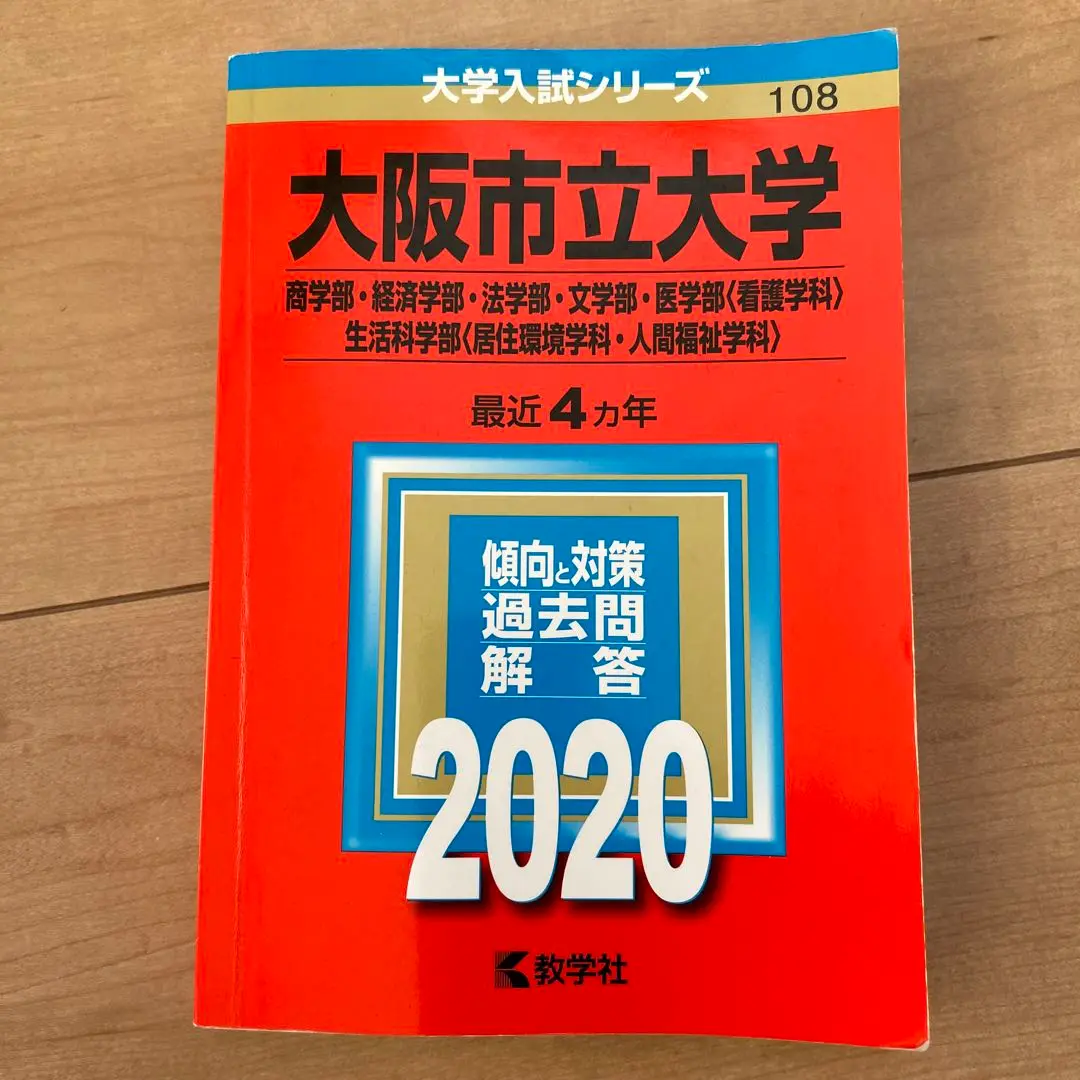 大学入試シリーズ
108
大阪市立大学
商学部・経済学部・法学部・文学部・医学部〈看護学科〉
生活科学部〈居住環境学科・人間福祉学科〉
最近4カ年
傾向と対策
過去問
解答
2020
教学社